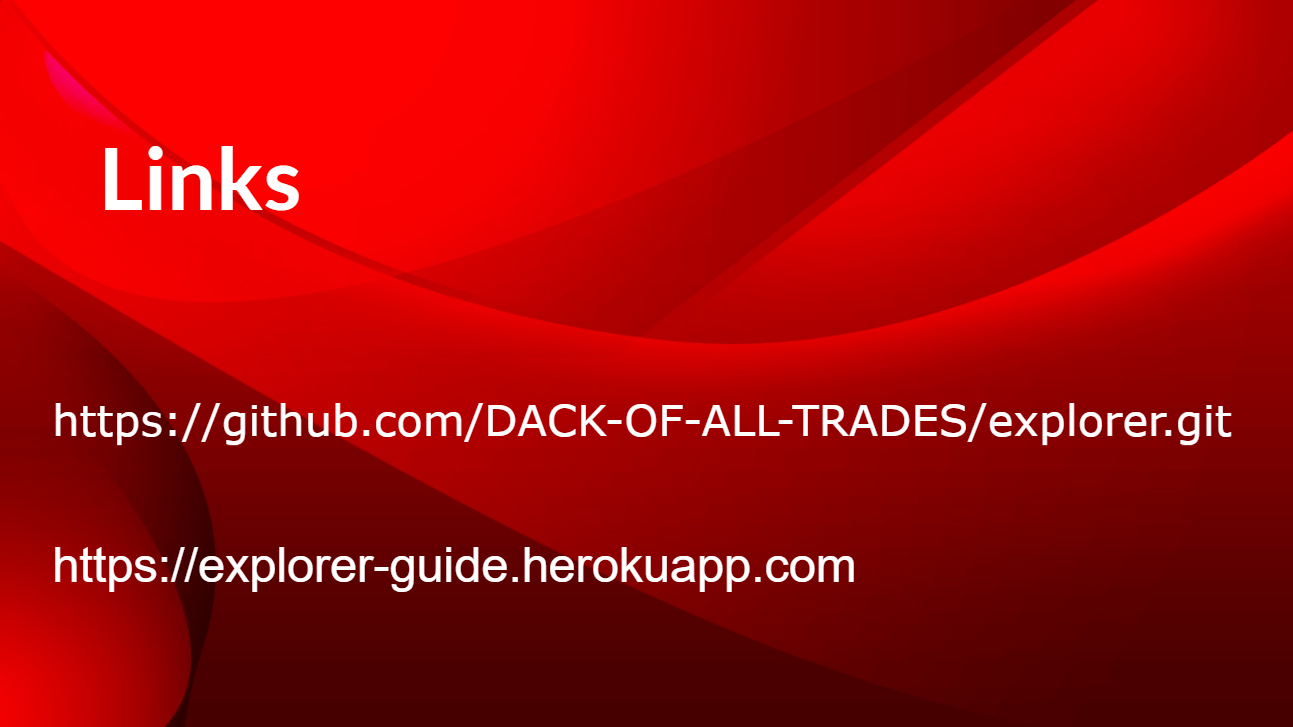 Links
https://github.com/DACK-OF-ALL-TRADES/explorer.git
https://explorer-guide.herokuapp.com